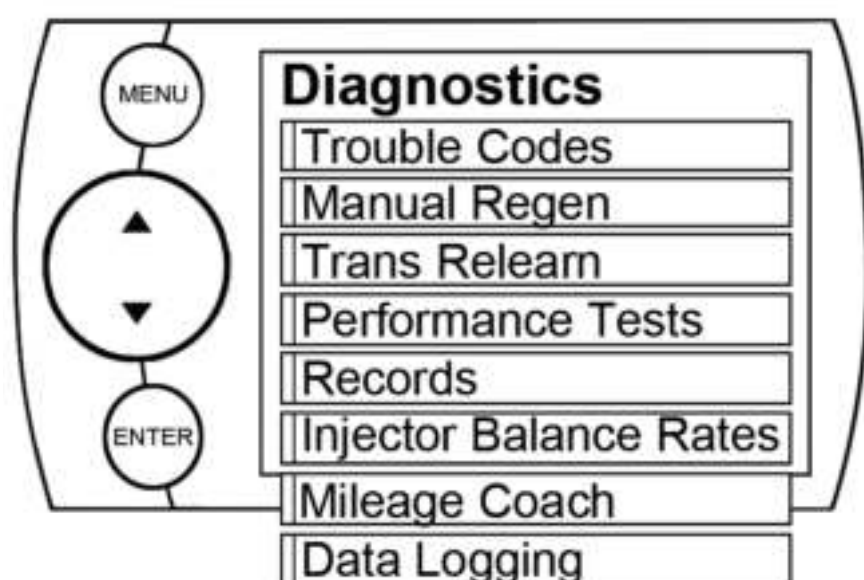 MENU
ENTER
Diagnostics
Trouble Codes
Manual Regen
Trans Relearn
Performance Tests
Records
Injector Balance Rates
Mileage Coach
Data Logging